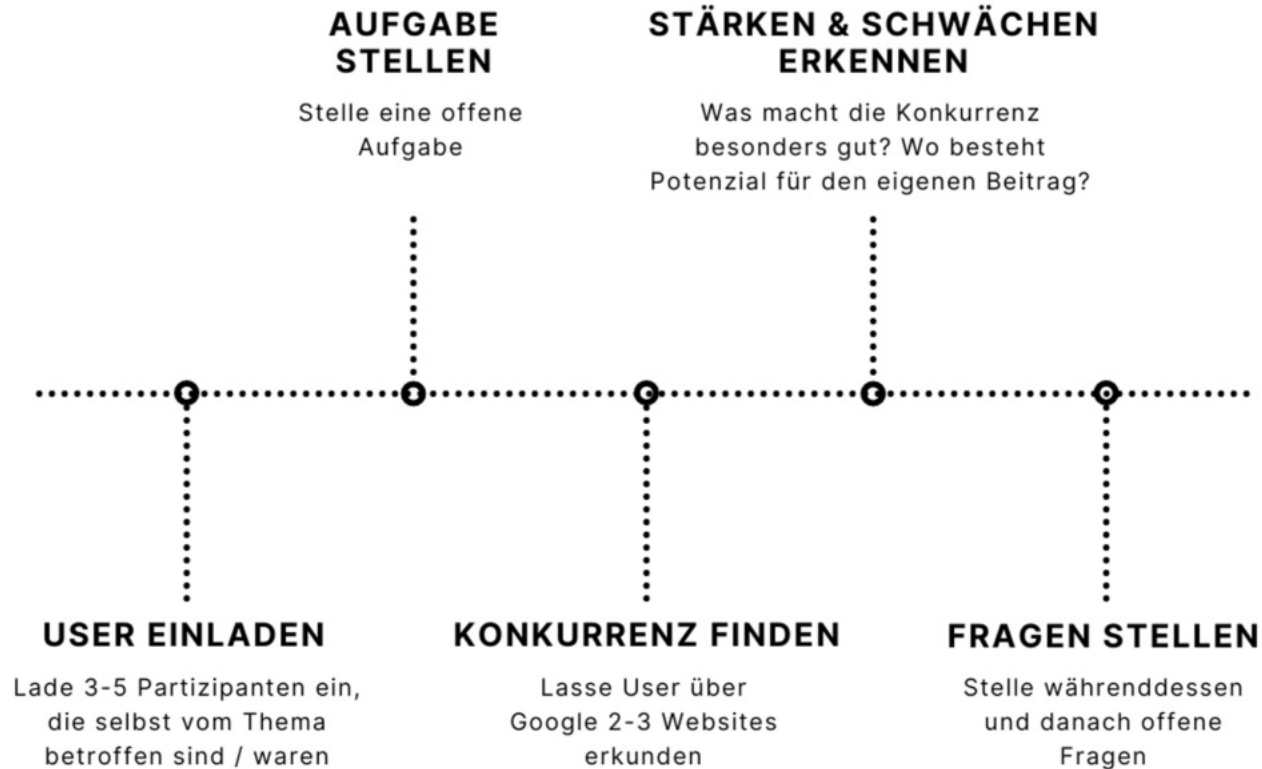 AUFGABE
STELLEN
Stelle eine offene
Aufgabe
STÄRKEN & SCHWÄCHEN
ERKENNEN
Was macht die Konkurrenz
besonders gut? Wo besteht
Potenzial für den eigenen Beitrag?
USER EINLADEN
Lade 3-5 Partizipanten ein,
die selbst vom Thema
betroffen sind / waren
KONKURRENZ FINDEN
Lasse User über
Google 2-3 Websites
erkunden
FRAGEN STELLEN
Stelle währenddessen
und danach offene
Fragen